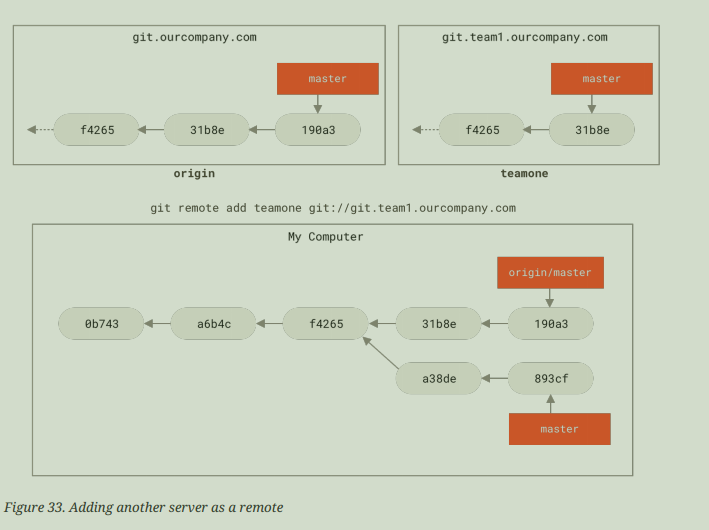 git.ourcompany.com
master
f4265
31b8e
190a3
origin
git.team1.ourcompany.com
master
f4265
31b8e
teamone
git remote add teamone git://git.team1.ourcompany.com
My Computer
origin/master
0b743
a6b4c
f4265
31b8e
190a3
a38de
893cf
master
Figure 33. Adding another server as a remote